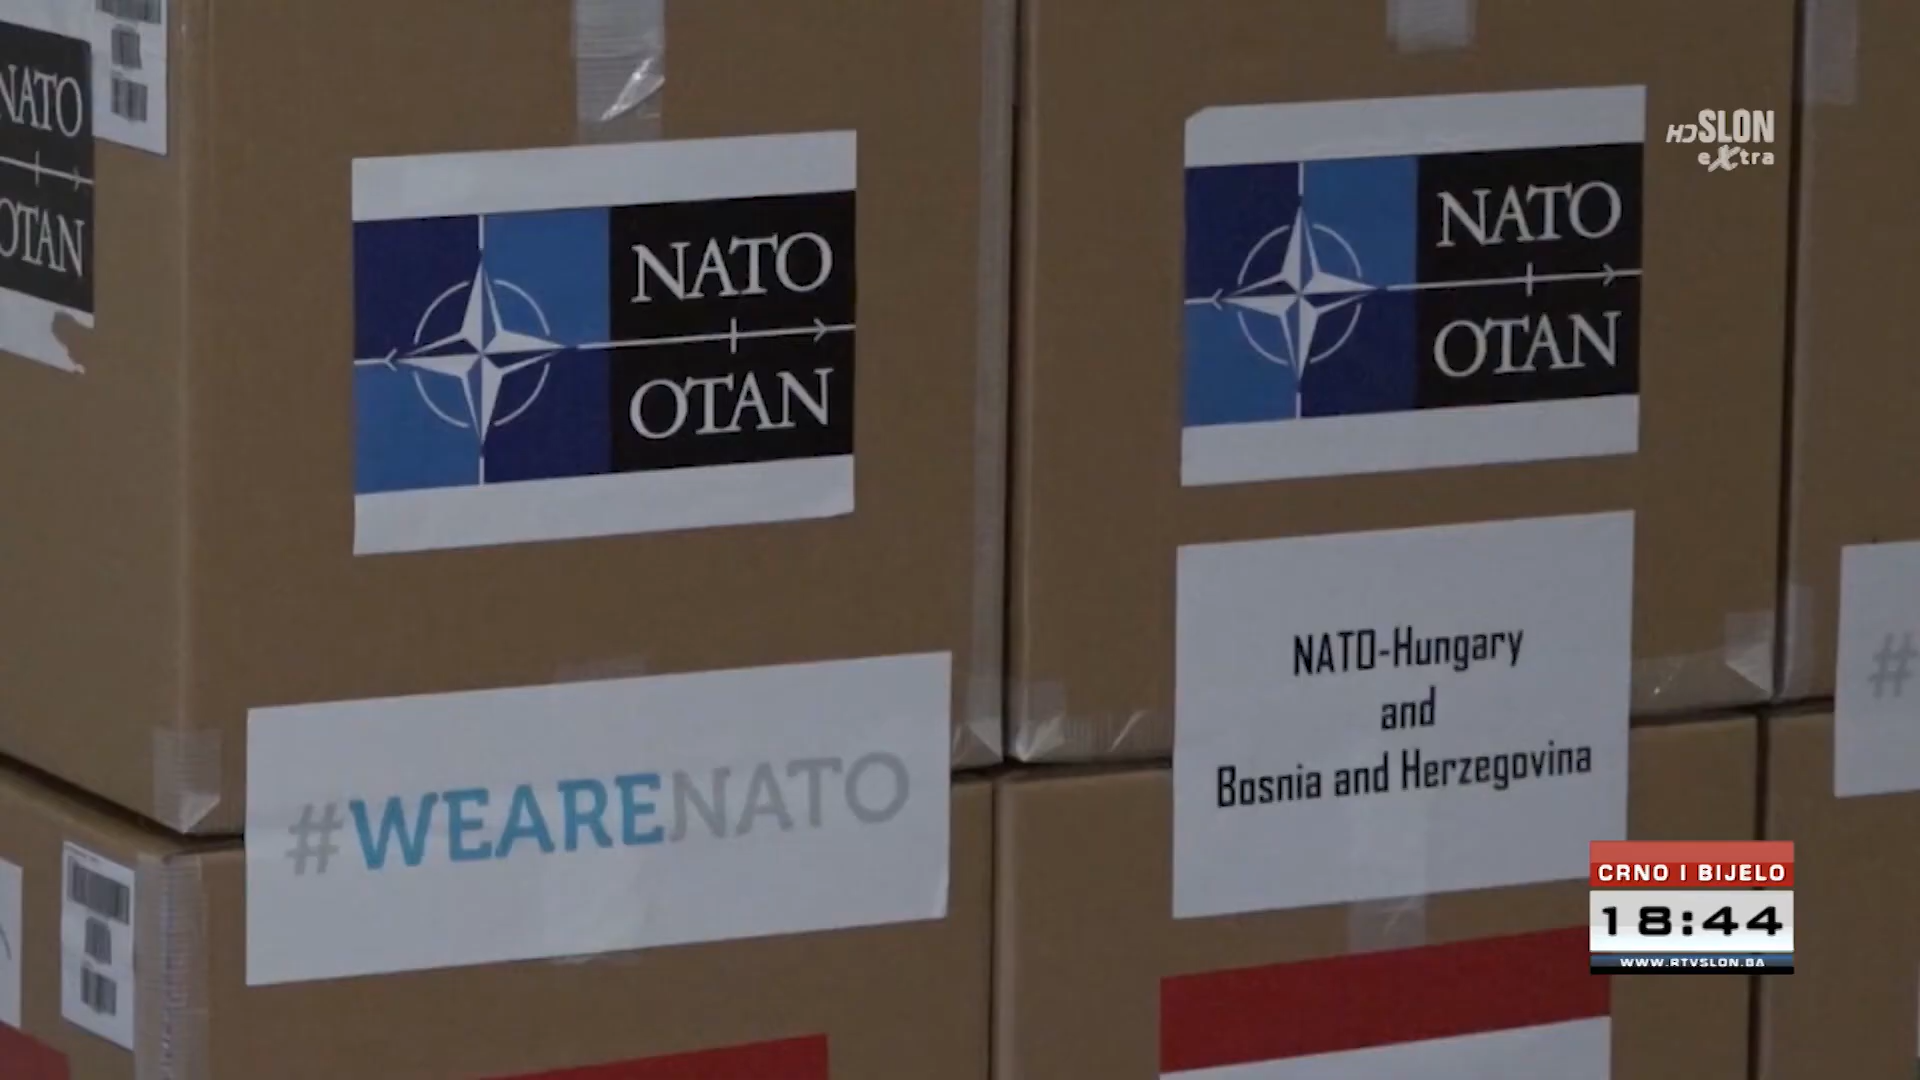 NATO
OTAN
NATO
OTAN
NATO
OTAN
HD SLON
eXtra
#WEARENATO
NATO-Hungary
and
Bosnia and Herzegovina
#
CRNO I BIJELO
18:44
WWW.RTVSLON.BA